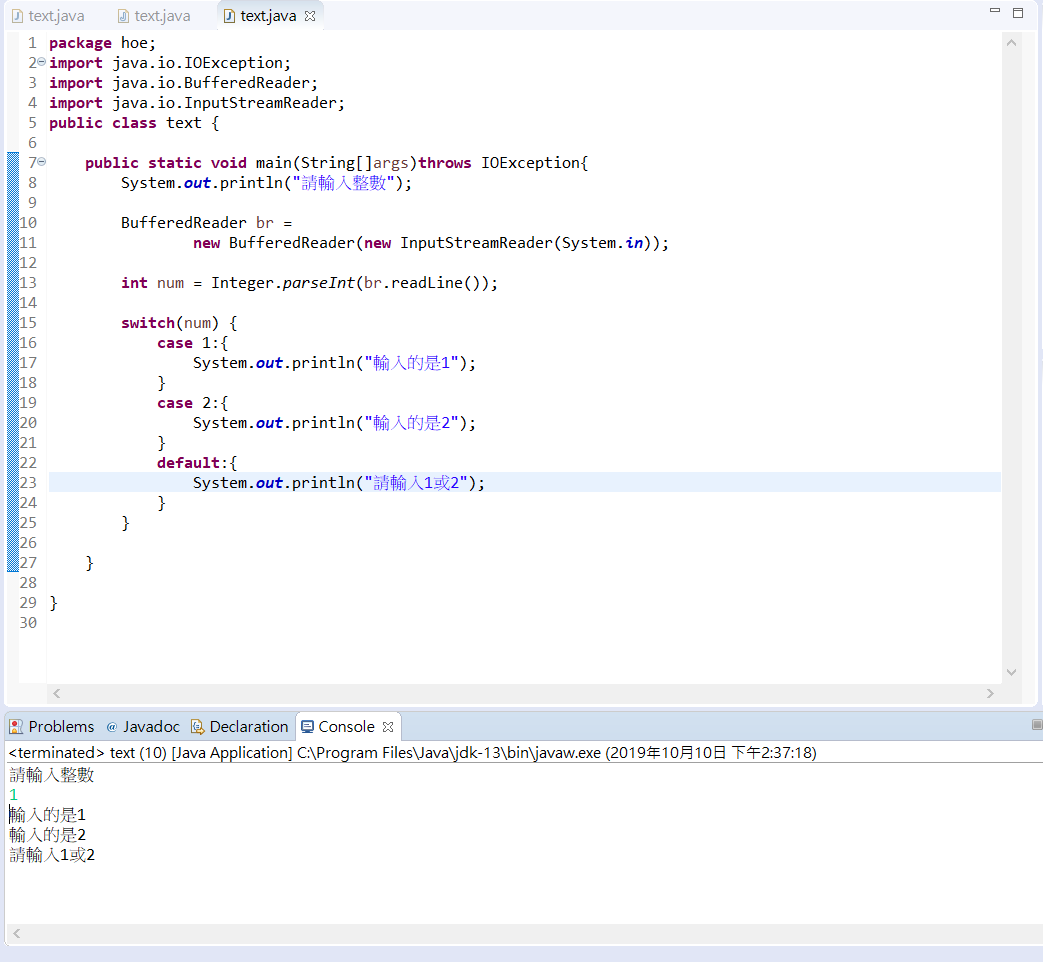 text.java text.java text.java
1 package hoe;
2 import java.io.IOException;
3 import java.io.BufferedReader;
4 import java.io.InputStreamReader;
5 public class text {
6
7     public static void main(String[]args)throws IOException{
8         System.out.println("請輸入整數");
9
10         BufferedReader br =
11                 new BufferedReader(new InputStreamReader(System.in));
12
13         int num = Integer.parseInt(br.readLine());
14
15         switch(num) {
16             case 1:{
17                 System.out.println("輸入的是1");
18             }
19             case 2:{
20                 System.out.println("輸入的是2");
21             }
22             default:{
23                 System.out.println("請輸入1或2");
24             }
25         }
26
27     }
28
29 }
30
Problems @ Javadoc Declaration Console
<terminated> text (10) [Java Application] C:\Program Files\Java\jdk-13\bin\javaw.exe (2019年10月10日 下午2:37:18)
請輸入整數
1
輸入的是1
輸入的是2
請輸入1或2